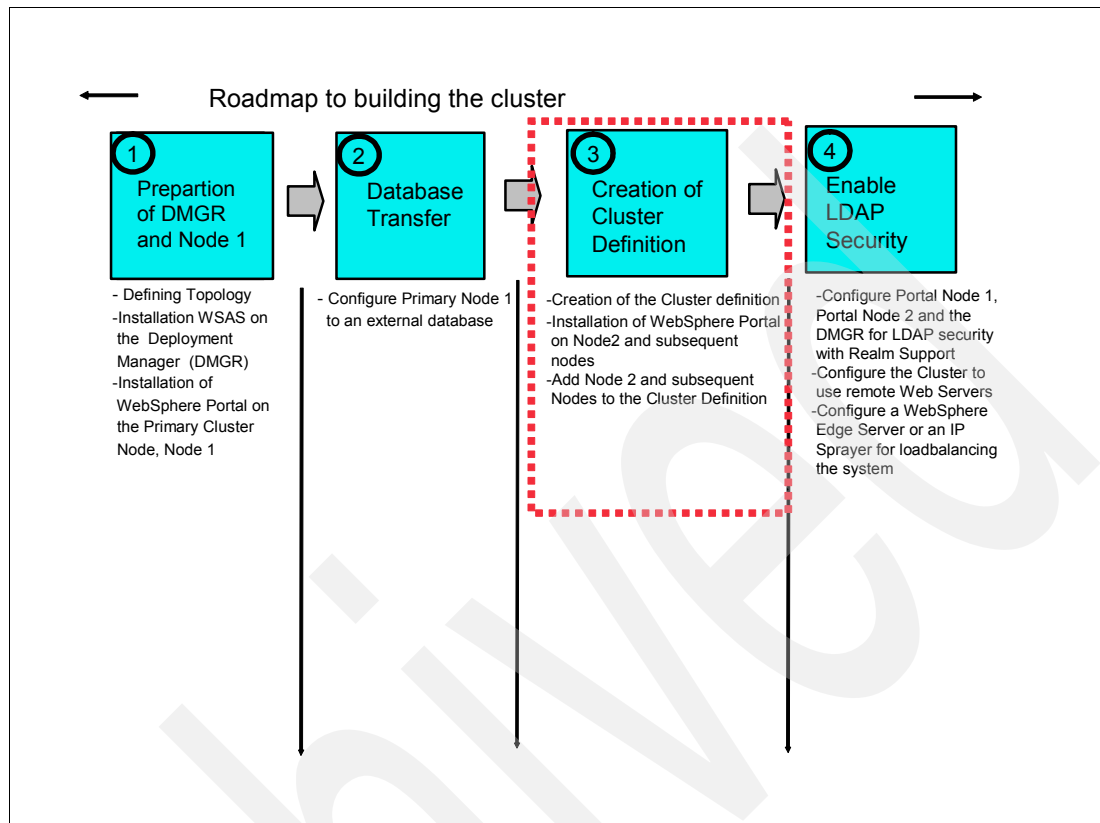 Roadmap to building the cluster
1
Prepartion
of DMGR
and Node 1
- Defining Topology
-Installation WSAS on
the Deployment
Manager (DMGR)
-Installation of
WebSphere Portal on
the Primary Cluster
Node, Node 1
2
Database
Transfer
- Configure Primary Node 1
to an external database
3
Creation of
Cluster
Definition
-Creation of the Cluster definition
-Installation of WebSphere Portal
on Node2 and subsequent
nodes
-Add Node 2 and subsequent
Nodes to the Cluster Definition
4
Enable
LDAP
Security
-Configure Portal Node 1,
Portal Node 2 and the
DMGR for LDAP security
with Realm Support
-Configure the Cluster to
use remote Web Servers
-Configure a WebSphere
Edge Server or an IP
Sprayer for loadbalancing
the system
hived